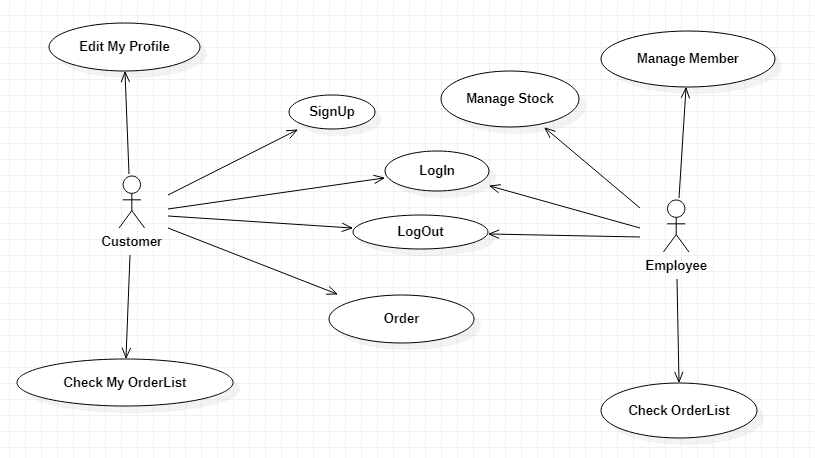 Edit My Profile
Manage Member
Manage Stock
SignUp
LogIn
LogOut
Customer
Employee
Order
Check My OrderList
Check OrderList